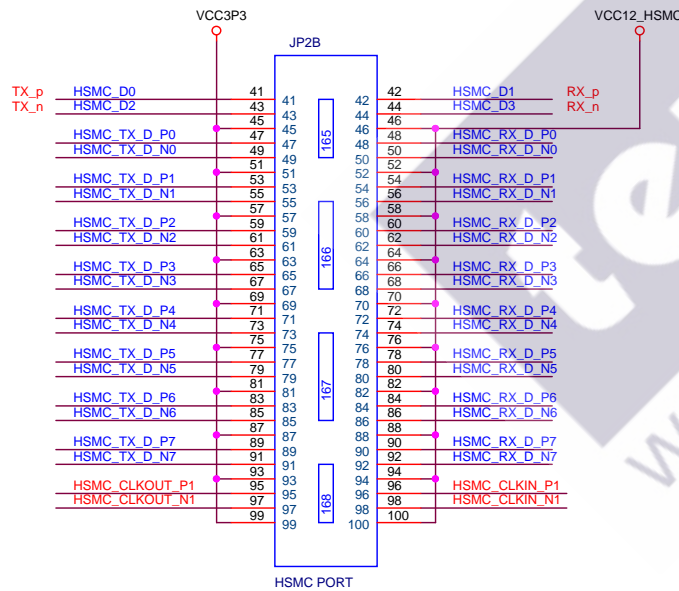 VCC3P3 VCC12_HSMC
JP2B
TX_p HSMC_D0 41 41 42 42 HSMC_D1 RX_p
TX_n HSMC_D2 43 43 44 44 HSMC_D3 RX_n
45 45 165 46 46
HSMC_TX_D_P0 47 47 48 48 HSMC_RX_D_P0
HSMC_TX_D_N0 49 49 50 50 HSMC_RX_D_N0
51 51 52 52
HSMC_TX_D_P1 53 53 54 54 HSMC_RX_D_P1
HSMC_TX_D_N1 55 55 56 56 HSMC_RX_D_N1
57 57 58 58
HSMC_TX_D_P2 59 59 60 60 HSMC_RX_D_P2
HSMC_TX_D_N2 61 61 166 62 62 HSMC_RX_D_N2
63 63 64 64
HSMC_TX_D_P3 65 65 66 66 HSMC_RX_D_P3
HSMC_TX_D_N3 67 67 68 68 HSMC_RX_D_N3
69 69 70 70
HSMC_TX_D_P4 71 71 72 72 HSMC_RX_D_P4
HSMC_TX_D_N4 73 73 74 74 HSMC_RX_D_N4
75 75 76 76
HSMC_TX_D_P5 77 77 78 78 HSMC_RX_D_P5
HSMC_TX_D_N5 79 79 167 80 80 HSMC_RX_D_N5
81 81 82 82
HSMC_TX_D_P6 83 83 84 84 HSMC_RX_D_P6
HSMC_TX_D_N6 85 85 86 86 HSMC_RX_D_N6
87 87 88 88
HSMC_TX_D_P7 89 89 90 90 HSMC_RX_D_P7
HSMC_TX_D_N7 91 91 92 92 HSMC_RX_D_N7
93 93 94 94
HSMC_CLKOUT_P1 95 95 168 96 96 HSMC_CLKIN_P1
HSMC_CLKOUT_N1 97 97 98 98 HSMC_CLKIN_N1
99 99 100 100
HSMC PORT
te
w